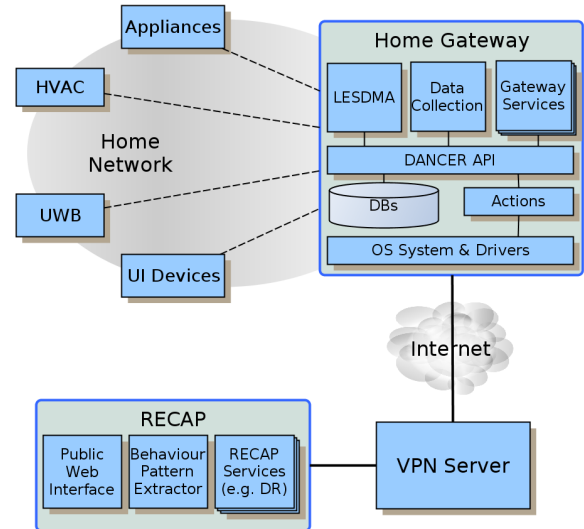 Appliances
Home Gateway
HVAC
LESDMA
Data
Collection
Gateway
Services
Home
Network
DANCER API
UWB
DBs
Actions
UI Devices
OS System & Drivers
Internet
RECAP
Public
Web
Interface
Behaviour
Pattern
Extractor
RECAP
Services
(e.g. DR)
VPN Server